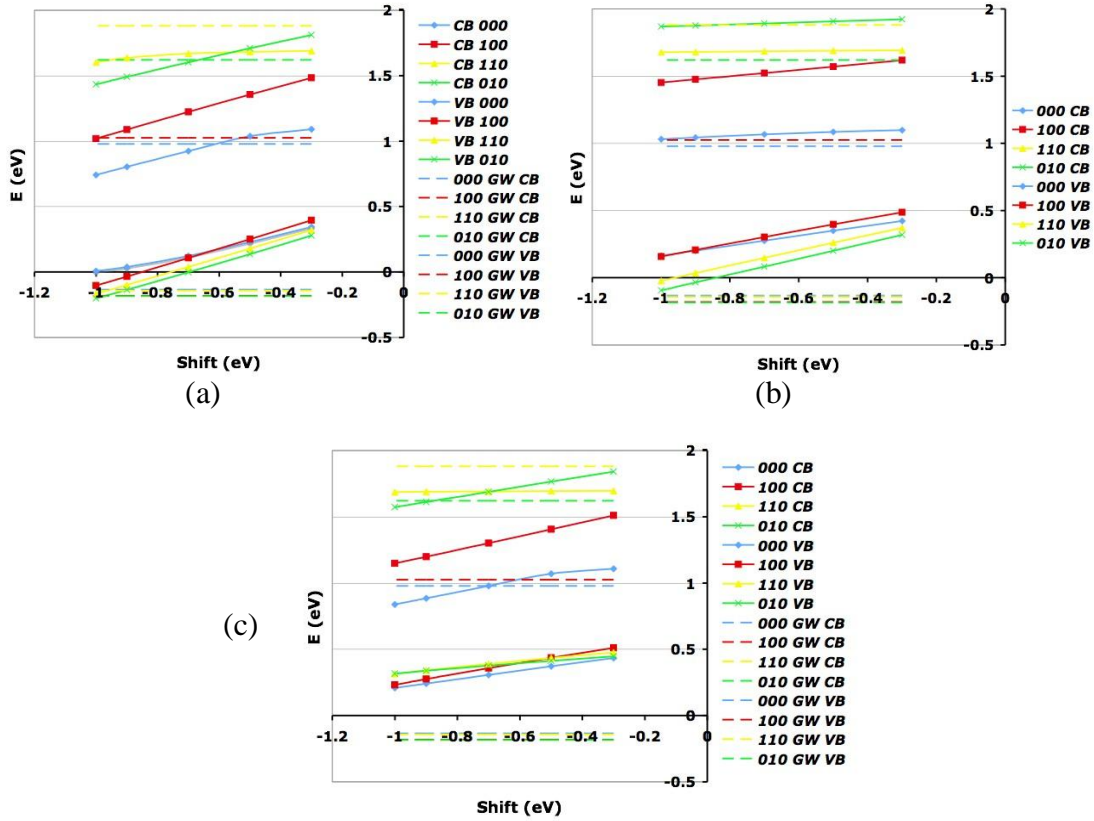 2
1.5
1
0.5
0
-0.5
-1.2
-1
-0.8
-0.6
-0.4
-0.2
0
E (eV)
Shift (eV)
CB 000
CB 100
CB 110
CB 010
VB 000
VB 100
VB 110
VB 010
000 GW CB
100 GW CB
110 GW CB
010 GW CB
000 GW VB
100 GW VB
110 GW VB
010 GW VB
(a)
2
1.5
1
0.5
0
-0.5
-1.2
-1
-0.8
-0.6
-0.4
-0.2
0
E (eV)
Shift (eV)
000 CB
100 CB
110 CB
010 CB
000 VB
100 VB
110 VB
010 VB
(b)
2
1.5
1
0.5
0
-0.5
-1.2
-1
-0.8
-0.6
-0.4
-0.2
0
E (eV)
Shift (eV)
000 CB
100 CB
110 CB
010 CB
000 VB
100 VB
110 VB
010 VB
000 GW CB
100 GW CB
110 GW CB
010 GW CB
000 GW VB
100 GW VB
110 GW VB
010 GW VB
(c)